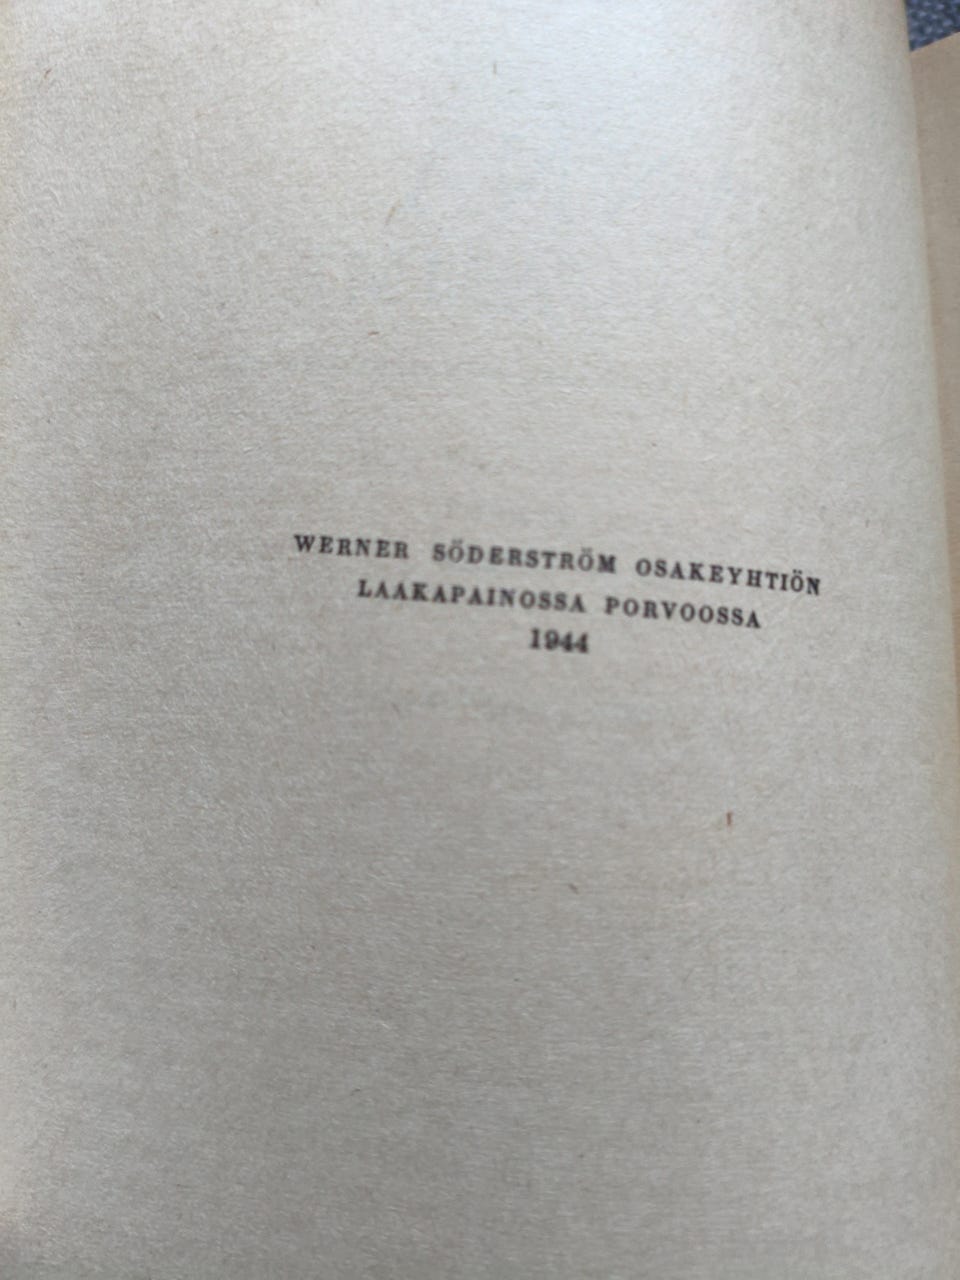 WERNER SÖDERSTRÖM OSAKEYHTIÖN
LAAKAPAINOSSA PORVOOSSA
1944